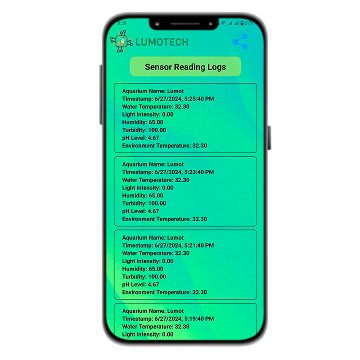 LUMOTECH
Sensor Reading Logs
Aquarium Name: Lumot
Timestamp: 6/27/2024, 5:25:40 PM
Water Temperature: 32.30
Light Intensity: 0.00
Humidity: 65.00
Turbidity: 100.00
pH Level: 4.67
Environment Temperature: 32.30
Aquarium Name: Lumot
Timestamp: 6/27/2024, 5:23:40 PM
Water Temperature: 32.30
Light Intensity: 0.00
Humidity: 65.00
Turbidity: 100.00
pH Level: 4.67
Environment Temperature: 32.30
Aquarium Name: Lumot
Timestamp: 6/27/2024, 5:21:40 PM
Water Temperature: 32.30
Light Intensity: 0.00
Humidity: 65.00
Turbidity: 100.00
pH Level: 4.67
Environment Temperature: 32.30
Aquarium Name: Lumot
Timestamp: 6/27/2024, 5:19:40 PM
Water Temperature: 32.30
Light Intensity: 0.00